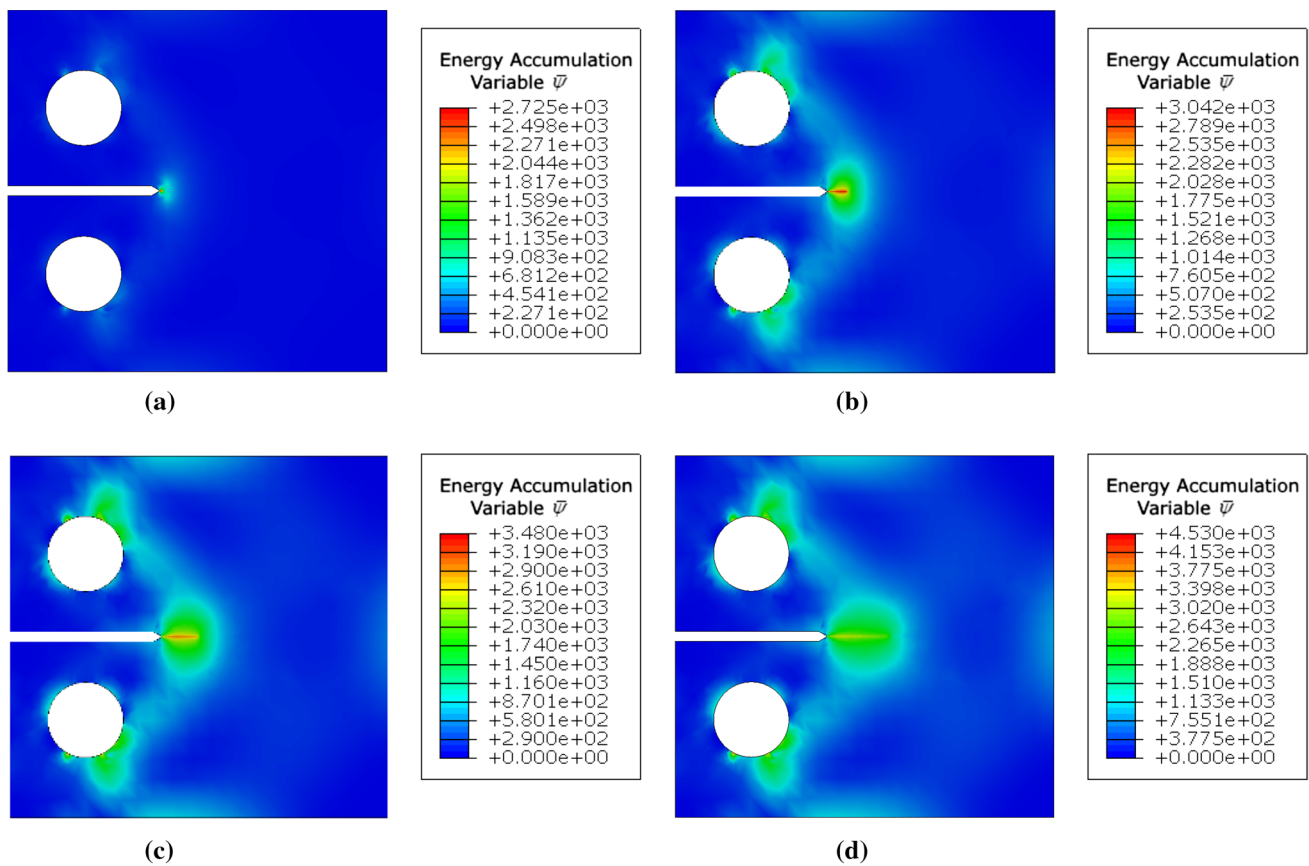 Energy Accumulation
Variable ψ̅
+2.725e+03
+2.498e+03
+2.271e+03
+2.044e+03
+1.817e+03
+1.589e+03
+1.362e+03
+1.135e+03
+9.083e+02
+6.812e+02
+4.541e+02
+2.271e+02
+0.000e+00
(a)
Energy Accumulation
Variable ψ̅
+3.042e+03
+2.789e+03
+2.535e+03
+2.282e+03
+2.028e+03
+1.775e+03
+1.521e+03
+1.268e+03
+1.014e+03
+7.605e+02
+5.070e+02
+2.535e+02
+0.000e+00
(b)
Energy Accumulation
Variable ψ̅
+3.480e+03
+3.190e+03
+2.900e+03
+2.610e+03
+2.320e+03
+2.030e+03
+1.740e+03
+1.450e+03
+1.160e+03
+8.701e+02
+5.801e+02
+2.900e+02
+0.000e+00
(c)
Energy Accumulation
Variable ψ̅
+4.530e+03
+4.153e+03
+3.775e+03
+3.398e+03
+3.020e+03
+2.643e+03
+2.265e+03
+1.888e+03
+1.510e+03
+1.133e+03
+7.551e+02
+3.775e+02
+0.000e+00
(d)